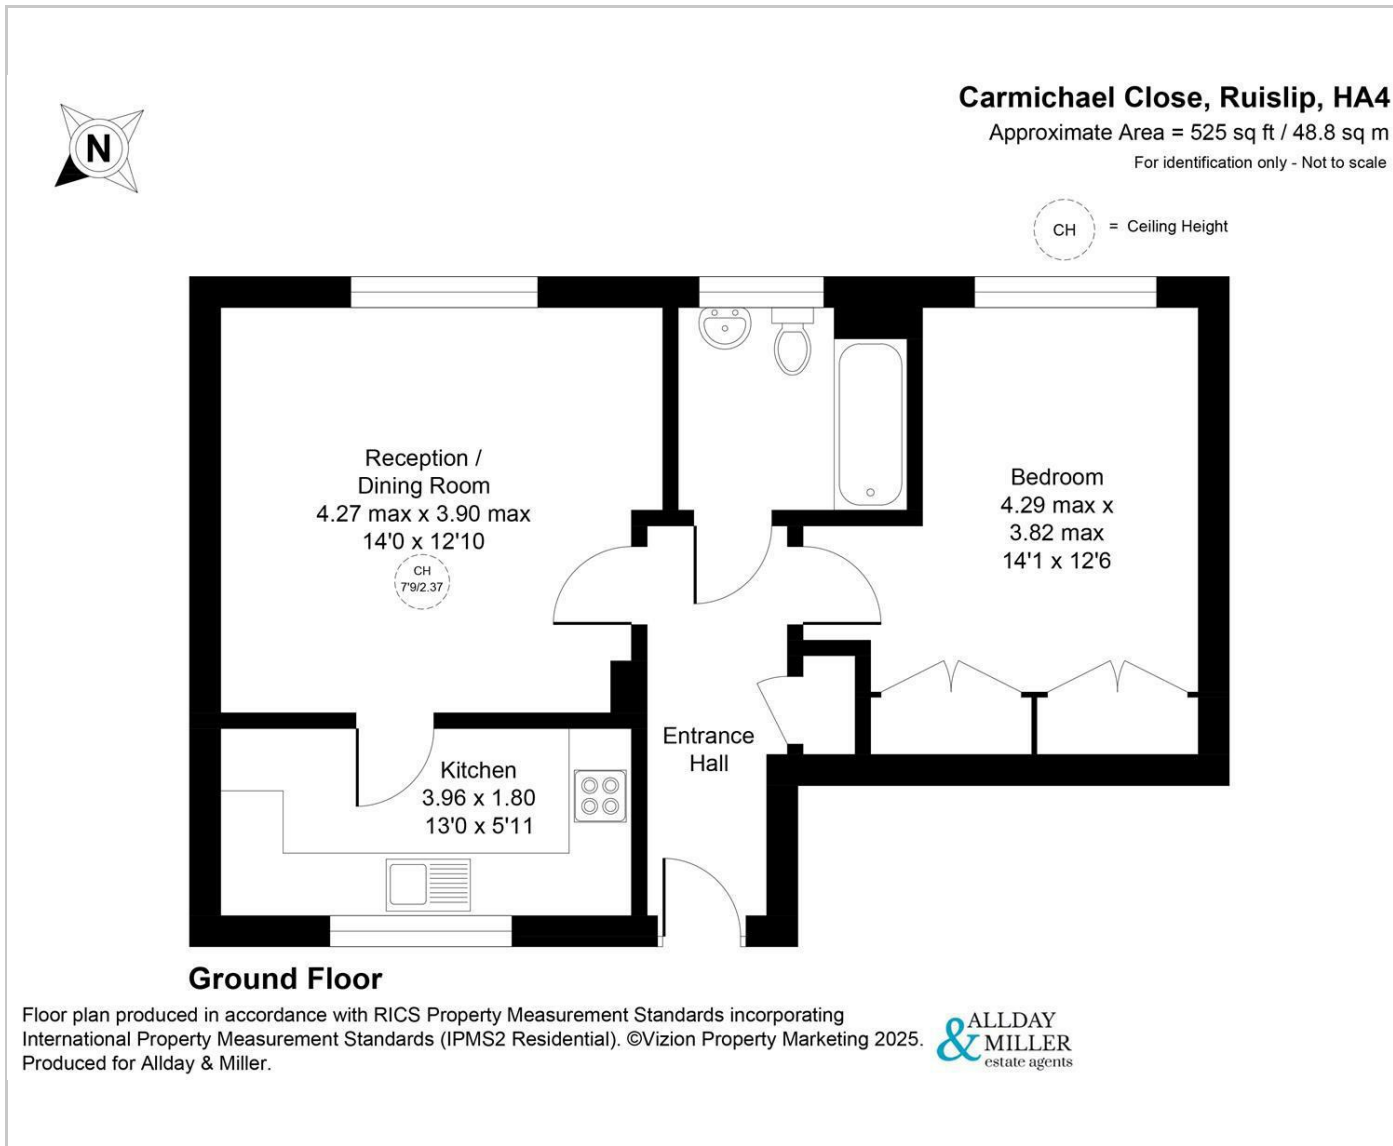 Carmichael Close, Ruislip, HA4
Approximate Area = 525 sq ft / 48.8 sq m
For identification only - Not to scale
N
CH = Ceiling Height
Reception /
Dining Room
4.27 max x 3.90 max
14'0 x 12'10
CH
7'9/2.37
Bedroom
4.29 max x
3.82 max
14'1 x 12'6
Entrance
Hall
Kitchen
3.96 x 1.80
13'0 x 5'11
Ground Floor
Floor plan produced in accordance with RICS Property Measurement Standards incorporating
International Property Measurement Standards (IPMS2 Residential). ©Vizion Property Marketing 2025.
Produced for Allday & Miller.
ALLDAY
& MILLER
estate agents